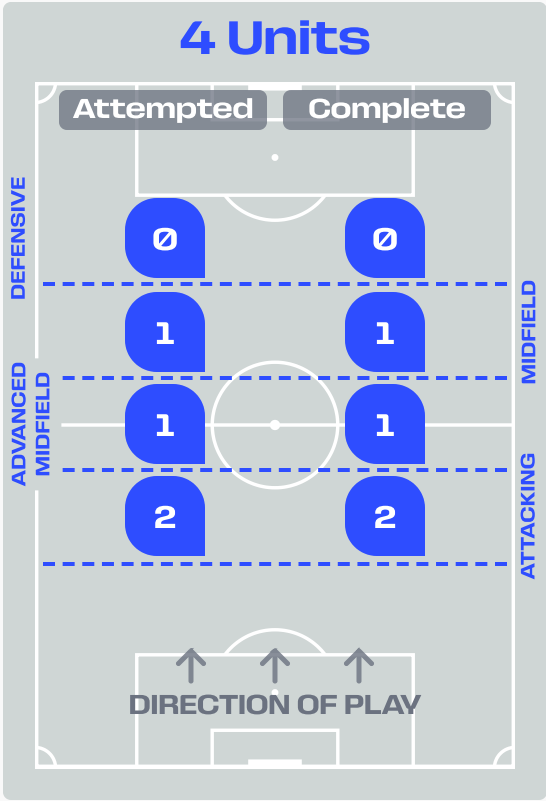 4 Units
Attempted
Complete
DEFENSIVE
0
0
MIDFIELD
1
1
ADVANCED
MIDFIELD
1
1
ATTACKING
2
2
DIRECTION OF PLAY